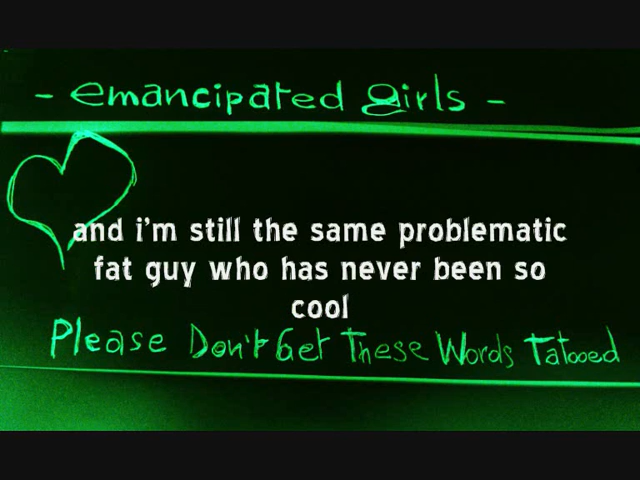 - emancipated Girls -
and i'm still the same problematic
fat guy who has never been so
cool
Please Don't Get These Words Tatooed